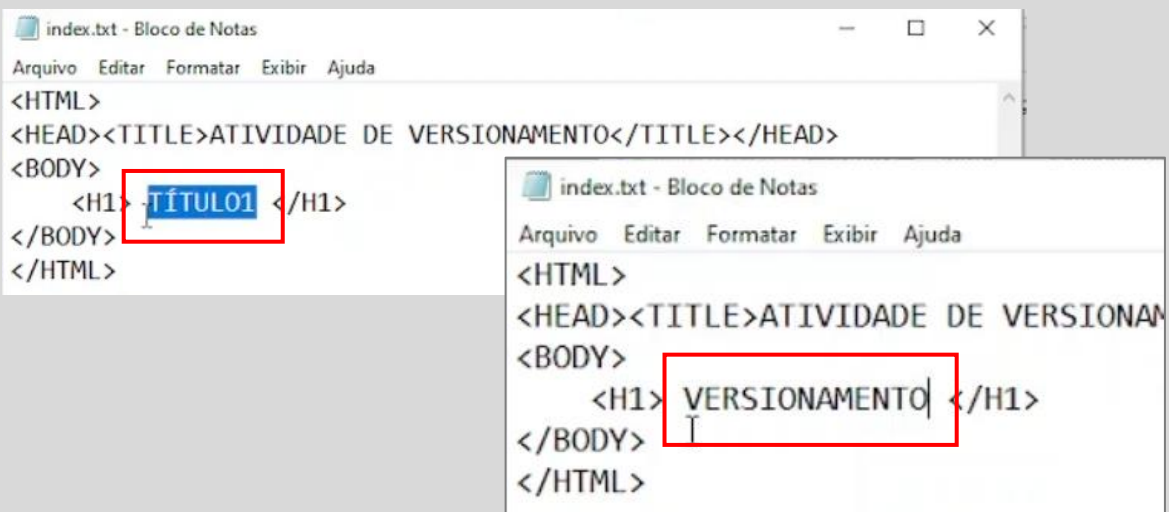 index.txt - Bloco de Notas
Arquivo Editar Formatar Exibir Ajuda
<HTML>
<HEAD><TITLE>ATIVIDADE DE VERSIONAMENTO</TITLE></HEAD>
<BODY>
<H1> TÍTULO1 </H1>
</BODY>
</HTML>
index.txt - Bloco de Notas
Arquivo Editar Formatar Exibir Ajuda
<HTML>
<HEAD><TITLE>ATIVIDADE DE VERSIONAM
<BODY>
<H1> VERSIONAMENTO </H1>
</BODY>
</HTML>